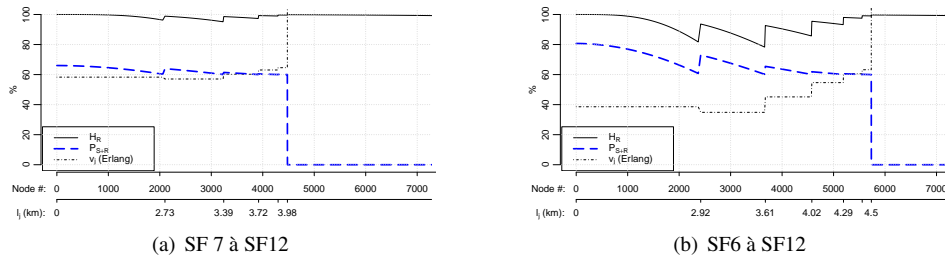 100
80
60
%
40
20
0
H_R
P_{S+R}
v_j (Erlang)
Node #: 0 1000 2000 3000 4000 5000 6000 7000
l_j (km): 0 2.73 3.39 3.72 3.98
(a) SF 7 à SF12
100
80
60
%
40
20
0
H_R
P_{S+R}
v_j (Erlang)
Node #: 0 1000 2000 3000 4000 5000 6000 7000
l_j (km): 0 2.92 3.61 4.02 4.29 4.5
(b) SF6 à SF12